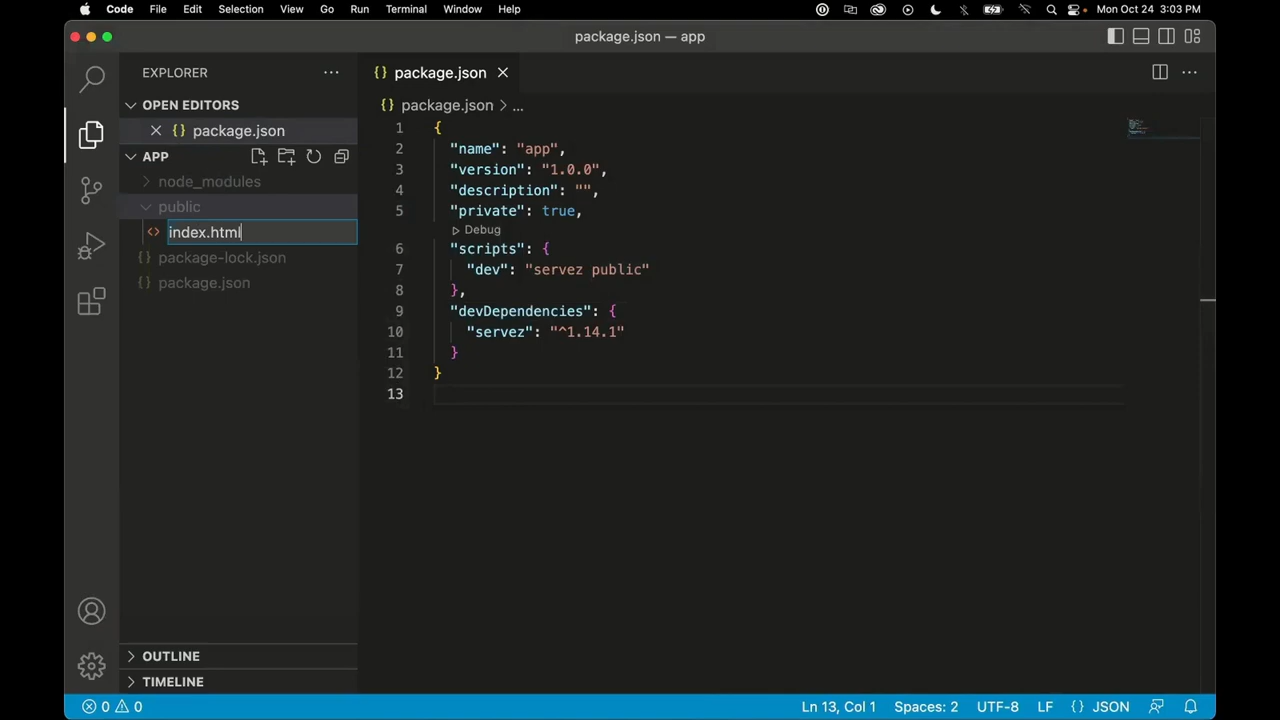 Code File Edit Selection View Go Run Terminal Window Help Mon Oct 24 3:03 PM
package.json — app
EXPLORER
OPEN EDITORS
{} package.json
APP
node_modules
public
index.html
{} package-lock.json
{} package.json
OUTLINE
TIMELINE
{} package.json
{} package.json > ...
1 {
2 "name": "app",
3 "version": "1.0.0",
4 "description": "",
5 "private": true,
Debug
6 "scripts": {
7 "dev": "servez public"
8 },
9 "devDependencies": {
10 "servez": "^1.14.1"
11 }
12 }
13
0 0 Ln 13, Col 1 Spaces: 2 UTF-8 LF {} JSON